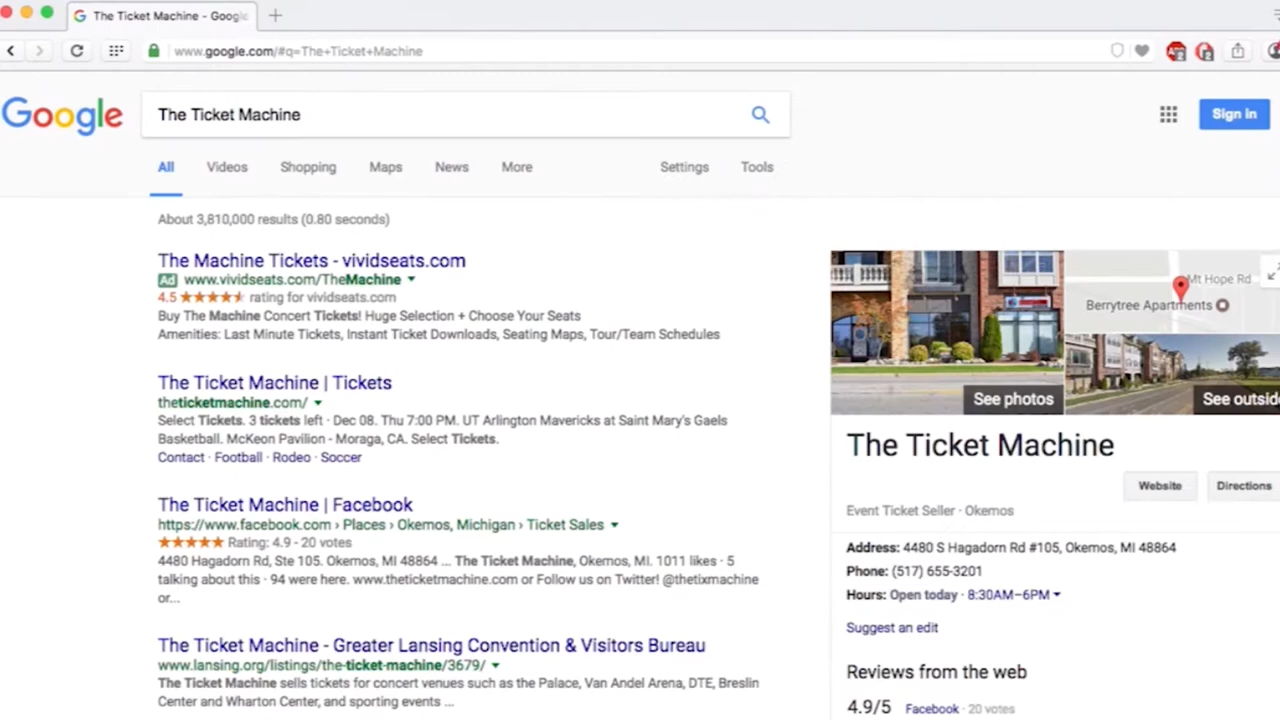 The Ticket Machine - Google
www.google.com/#q=The+Ticket+Machine
Google
The Ticket Machine
Sign in
All
Videos
Shopping
Maps
News
More
Settings
Tools
About 3,810,000 results (0.80 seconds)
The Machine Tickets - vividseats.com
Ad www.vividseats.com/TheMachine
4.5 rating for vividseats.com
Buy The Machine Concert Tickets! Huge Selection + Choose Your Seats
Amenities: Last Minute Tickets, Instant Ticket Downloads, Seating Maps, Tour/Team Schedules
The Ticket Machine | Tickets
theticketmachine.com/
Select Tickets. 3 tickets left · Dec 08. Thu 7:00 PM. UT Arlington Mavericks at Saint Mary's Gaels
Basketball. McKeon Pavilion - Moraga, CA. Select Tickets.
Contact · Football · Rodeo · Soccer
The Ticket Machine | Facebook
https://www.facebook.com › Places › Okemos, Michigan › Ticket Sales
Rating: 4.9 - 20 votes
4480 Hagadorn Rd, Ste 105. Okemos, MI 48864 ... The Ticket Machine, Okemos, MI. 1011 likes · 5
talking about this · 94 were here. www.theticketmachine.com or Follow us on Twitter! @thetixmachine
or...
The Ticket Machine - Greater Lansing Convention & Visitors Bureau
www.lansing.org/listings/the-ticket-machine/3679/
The Ticket Machine sells tickets for concert venues such as the Palace, Van Andel Arena, DTE, Breslin
Center and Wharton Center, and sporting events ...
Mt Hope Rd
Berrytree Apartments
See photos
See outsid
The Ticket Machine
Website
Directions
Event Ticket Seller · Okemos
Address: 4480 S Hagadorn Rd #105, Okemos, MI 48864
Phone: (517) 655-3201
Hours: Open today · 8:30AM–6PM
Suggest an edit
Reviews from the web
4.9/5 Facebook · 20 votes